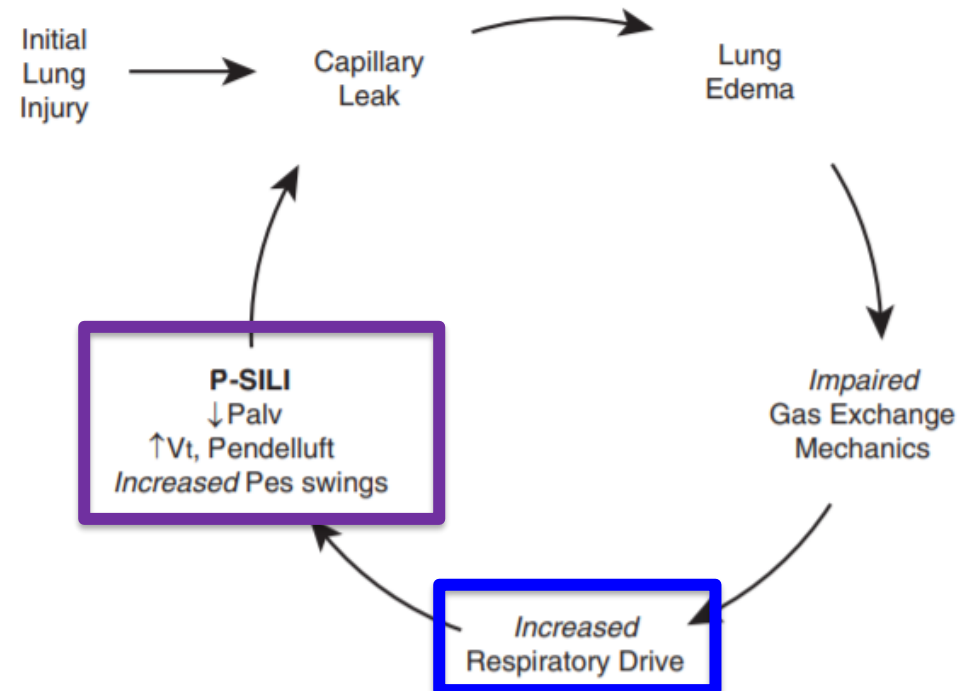 Initial
Lung
Injury
Capillary
Leak
Lung
Edema
Impaired
Gas Exchange
Mechanics
Increased
Respiratory Drive
P-SILI
↓Palv
↑Vt, Pendelluft
Increased Pes swings